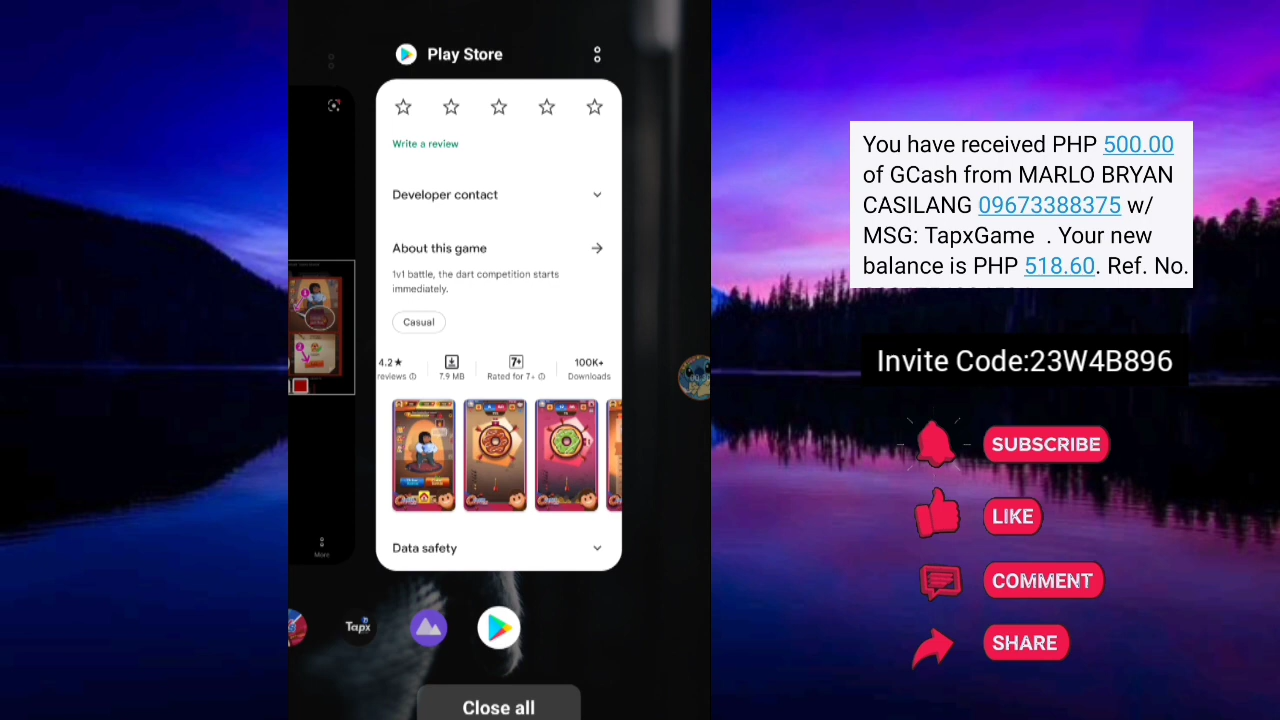 Play Store
Write a review
Developer contact
About this game
1v1 battle, the dart competition starts
immediately.
Casual
4.2★
reviews
7.9 MB
7+
Rated for 7+
100K+
Downloads
Data safety
More
Tapx
Close all
You have received PHP 500.00
of GCash from MARLO BRYAN
CASILANG 09673388375 w/
MSG: TapxGame . Your new
balance is PHP 518.60. Ref. No.
Invite Code:23W4B896
SUBSCRIBE
LIKE
COMMENT
SHARE